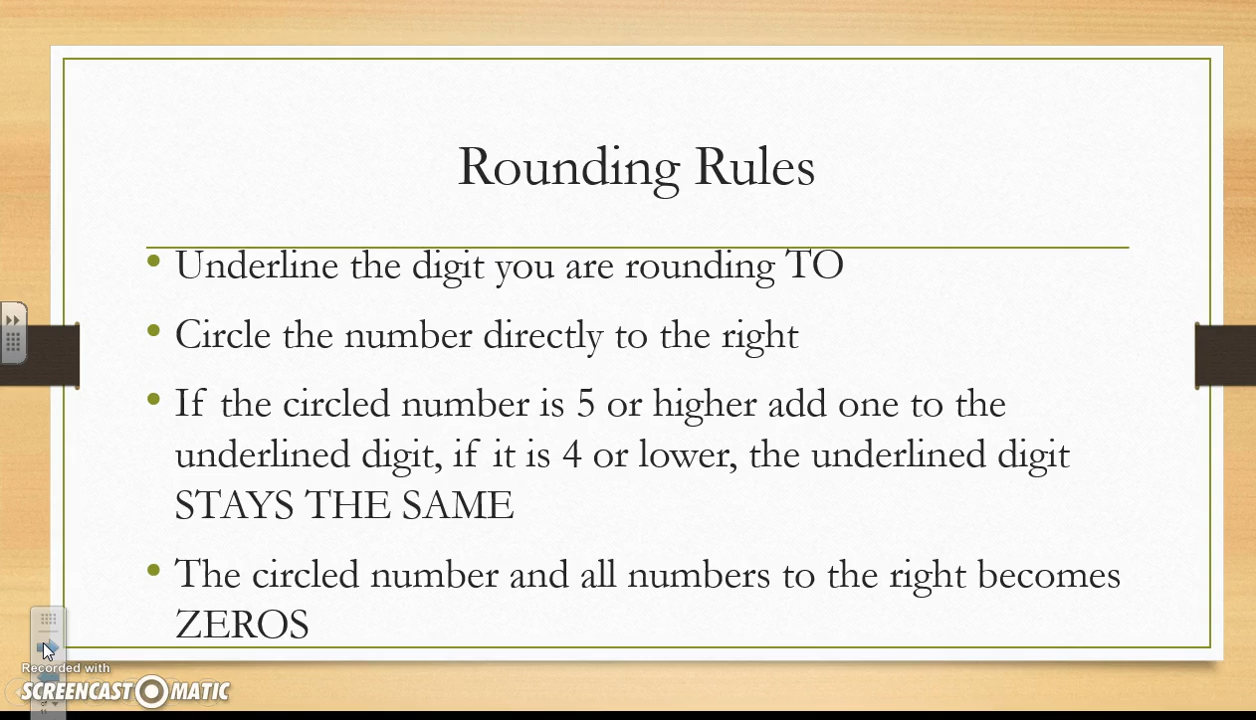 Rounding Rules
• Underline the digit you are rounding TO
• Circle the number directly to the right
• If the circled number is 5 or higher add one to the
underlined digit, if it is 4 or lower, the underlined digit
STAYS THE SAME
• The circled number and all numbers to the right becomes
ZEROS
Recorded with
SCREENCAST MATIC
of
11